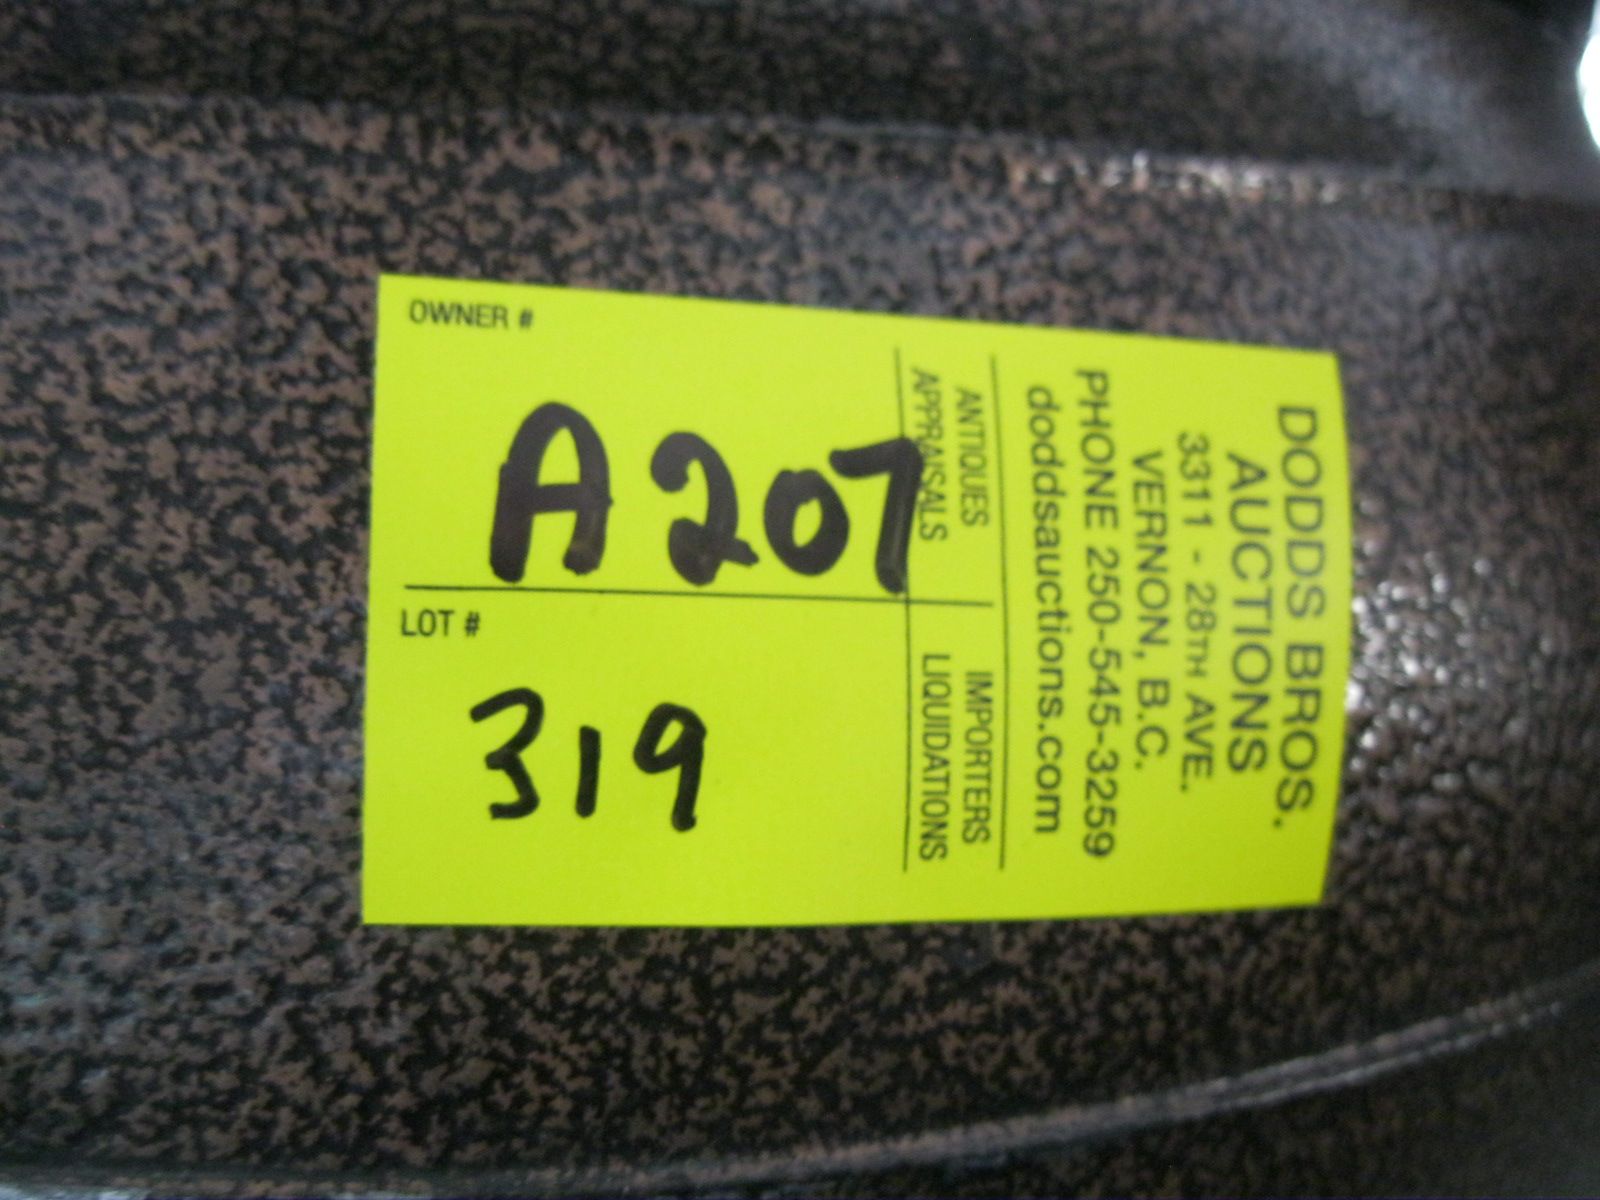 DODDS BROS.
AUCTIONS
3311 - 28TH AVE.
VERNON, B.C.
PHONE 250-545-3259
doddsauctions.com
ANTIQUES
APPRAISALS
IMPORTERS
LIQUIDATIONS
OWNER #
A207
LOT #
319